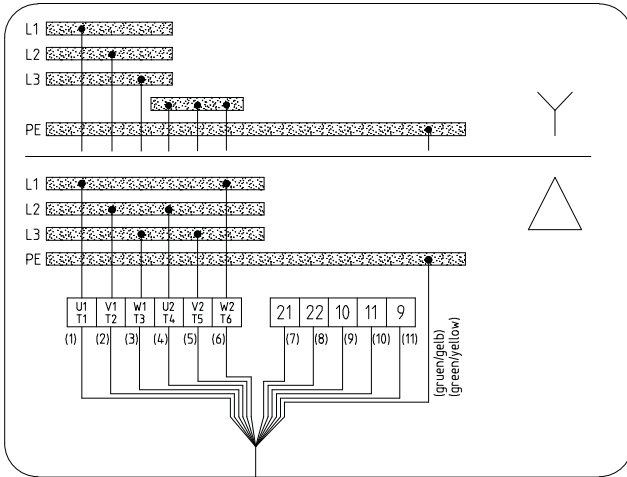 L1
L2
L3
PE
L1
L2
L3
PE
U1 V1 W1 U2 V2 W2
T1 T2 T3 T4 T5 T6
21 22 10 11 9
(1) (2) (3) (4) (5) (6) (7) (8) (9) (10) (11)
(gruen/gelb)
(green/yellow)